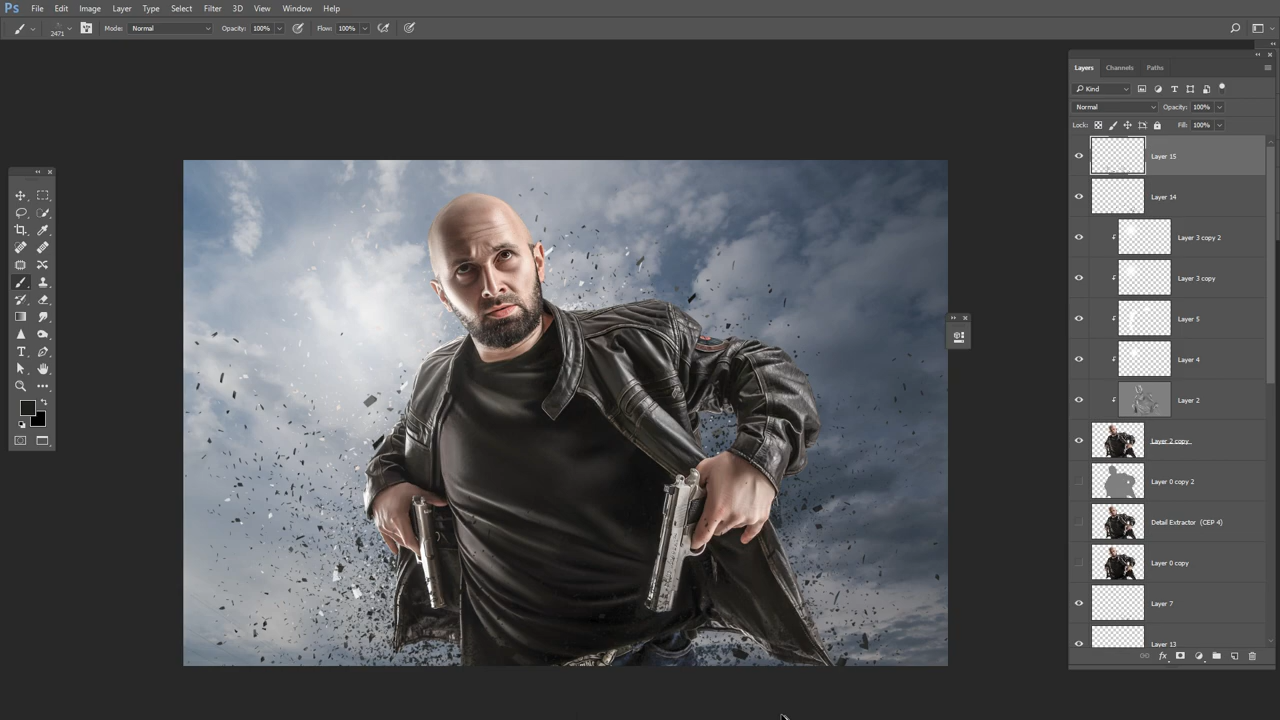 Ps File Edit Image Layer Type Select Filter 3D View Window Help
2471 Mode: Normal Opacity: 100% Flow: 100%
Layers Channels Paths
Kind
Normal Opacity: 100%
Lock: Fill: 100%
Layer 15
Layer 14
Layer 3 copy 2
Layer 3 copy
Layer 5
Layer 4
Layer 2
Layer 2 copy
Layer 0 copy 2
Detail Extractor (CEP 4)
Layer 0 copy
Layer 7
Layer 13
fx